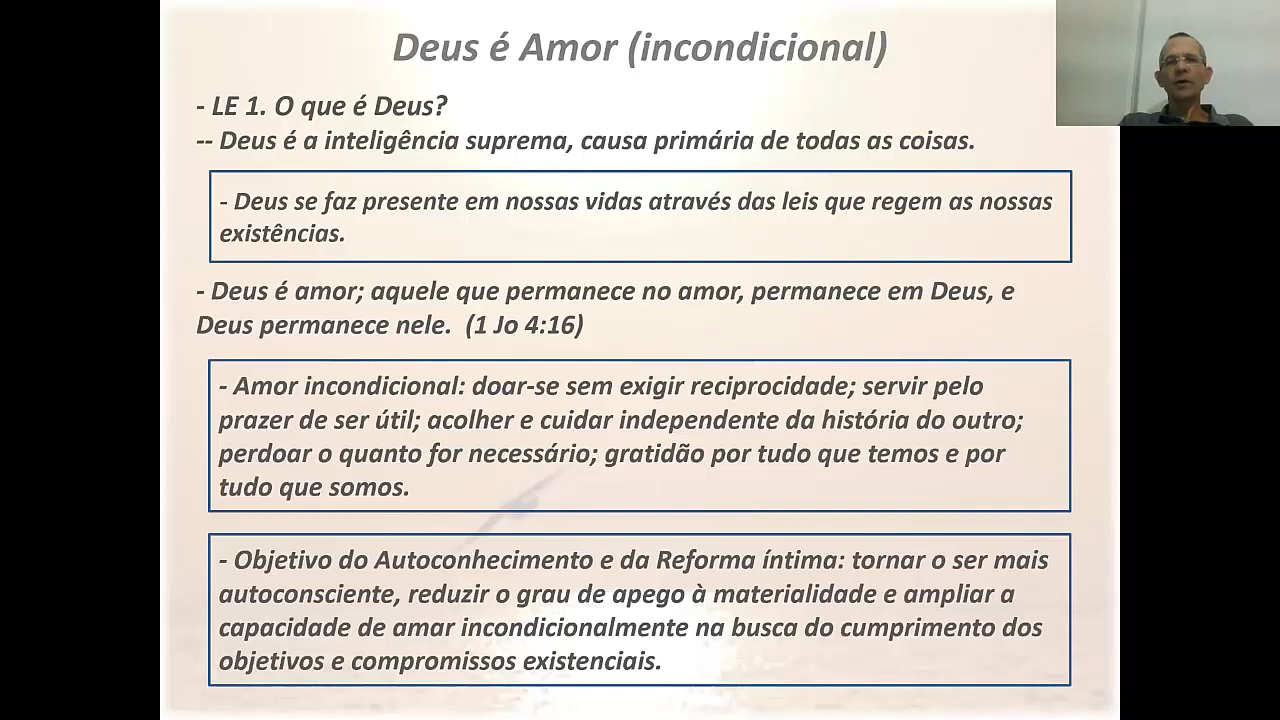 Deus é Amor (incondicional)
- LE 1. O que é Deus?
-- Deus é a inteligência suprema, causa primária de todas as coisas.
- Deus se faz presente em nossas vidas através das leis que regem as nossas
existências.
- Deus é amor; aquele que permanece no amor, permanece em Deus, e
Deus permanece nele. (1 Jo 4:16)
- Amor incondicional: doar-se sem exigir reciprocidade; servir pelo
prazer de ser útil; acolher e cuidar independente da história do outro;
perdoar o quanto for necessário; gratidão por tudo que temos e por
tudo que somos.
- Objetivo do Autoconhecimento e da Reforma íntima: tornar o ser mais
autoconsciente, reduzir o grau de apego à materialidade e ampliar a
capacidade de amar incondicionalmente na busca do cumprimento dos
objetivos e compromissos existenciais.